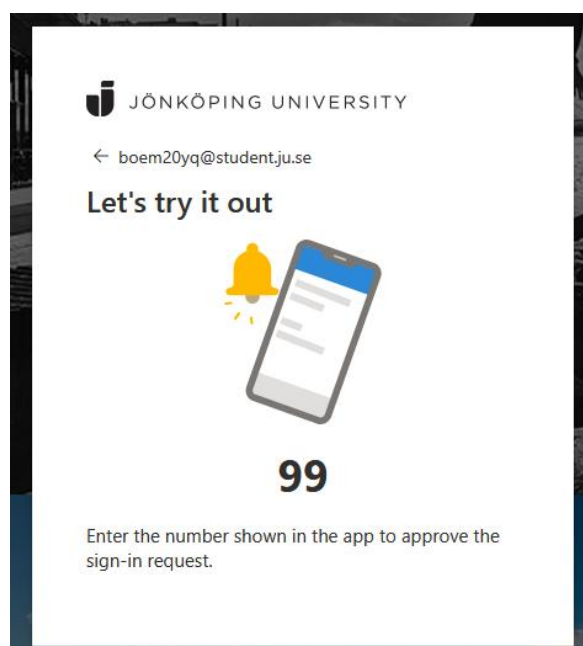 JÖNKÖPING UNIVERSITY
← boem20yq@student.ju.se
Let's try it out
99
Enter the number shown in the app to approve the
sign-in request.